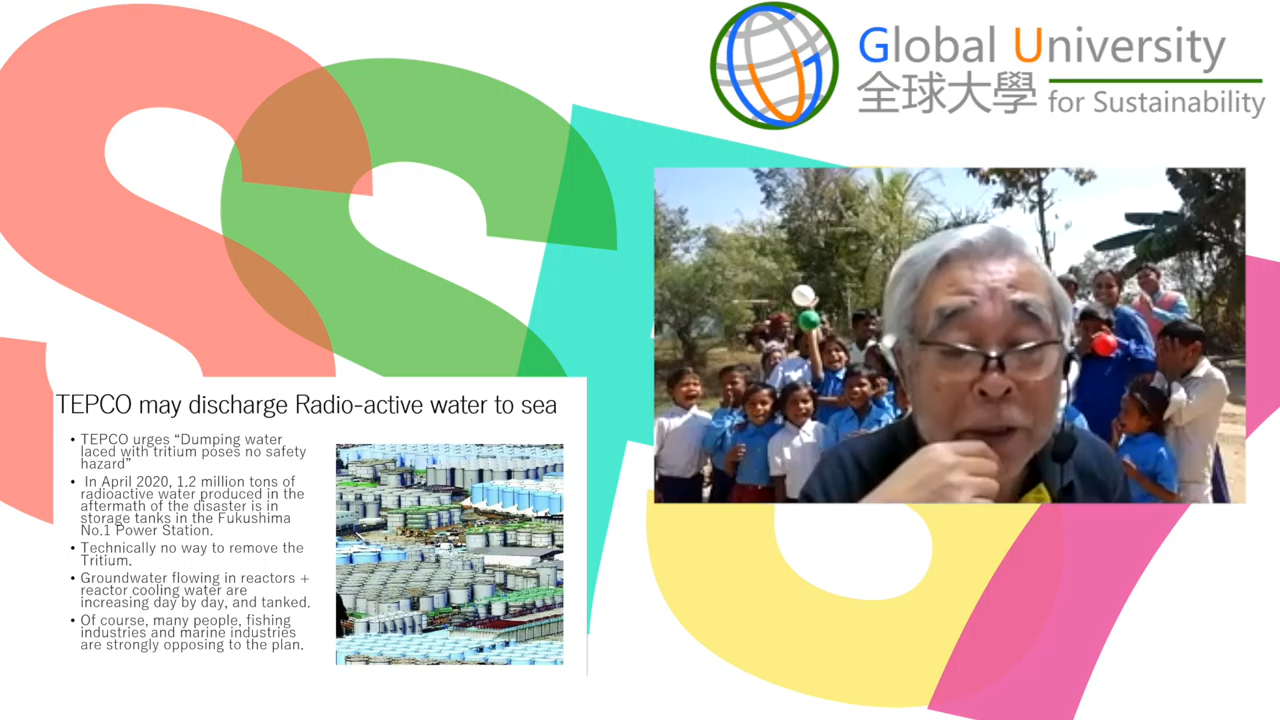 Global University
全球大學 for Sustainability
TEPCO may discharge Radio-active water to sea
• TEPCO urges “Dumping water
laced with tritium poses no safety
hazard”
• In April 2020, 1.2 million tons of
radioactive water produced in the
aftermath of the disaster is in
storage tanks in the Fukushima
No.1 Power Station.
• Technically no way to remove the
Tritium.
• Groundwater flowing in reactors +
reactor cooling water are
increasing day by day, and tanked.
• Of course, many people, fishing
industries and marine industries
are strongly opposing to the plan.